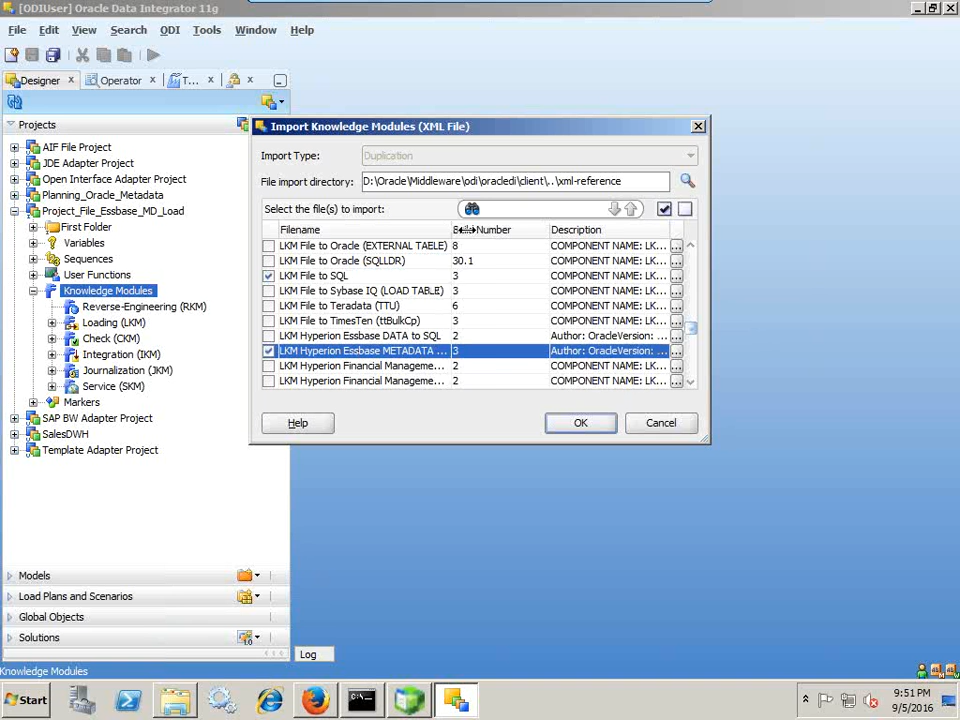 [ODIUser] Oracle Data Integrator 11g
File Edit View Search ODI Tools Window Help
Designer x Operator x T... x x
Projects
AIF File Project
JDE Adapter Project
Open Interface Adapter Project
Planning_Oracle_Metadata
Project_File_Essbase_MD_Load
First Folder
Variables
Sequences
User Functions
Knowledge Modules
Reverse-Engineering (RKM)
Loading (LKM)
Check (CKM)
Integration (IKM)
Journalization (JKM)
Service (SKM)
Markers
SAP BW Adapter Project
SalesDWH
Template Adapter Project
Models
Load Plans and Scenarios
Global Objects
Solutions
Knowledge Modules
Import Knowledge Modules (XML File)
Import Type: Duplication
File import directory: D:\Oracle\Middleware\odi\oracledi\client\..\xml-reference
Select the file(s) to import:
Filename Number Description
LKM File to Oracle (EXTERNAL TABLE) 8 COMPONENT NAME: LK... ...
LKM File to Oracle (SQLLDR) 30.1 COMPONENT NAME: LK... ...
LKM File to SQL 3 COMPONENT NAME: LK... ...
LKM File to Sybase IQ (LOAD TABLE) 3 COMPONENT NAME: LK... ...
LKM File to Teradata (TTU) 6 COMPONENT NAME: LK... ...
LKM File to TimesTen (ttBulkCp) 3 COMPONENT NAME: LK... ...
LKM Hyperion Essbase DATA to SQL 2 Author: OracleVersion: ... ...
LKM Hyperion Essbase METADATA ... 3 Author: OracleVersion: ... ...
LKM Hyperion Financial Manageme... 2 COMPONENT NAME: LK... ...
LKM Hyperion Financial Manageme... 2 COMPONENT NAME: LK... ...
Help OK Cancel
Log
Start
9:51 PM
9/5/2016